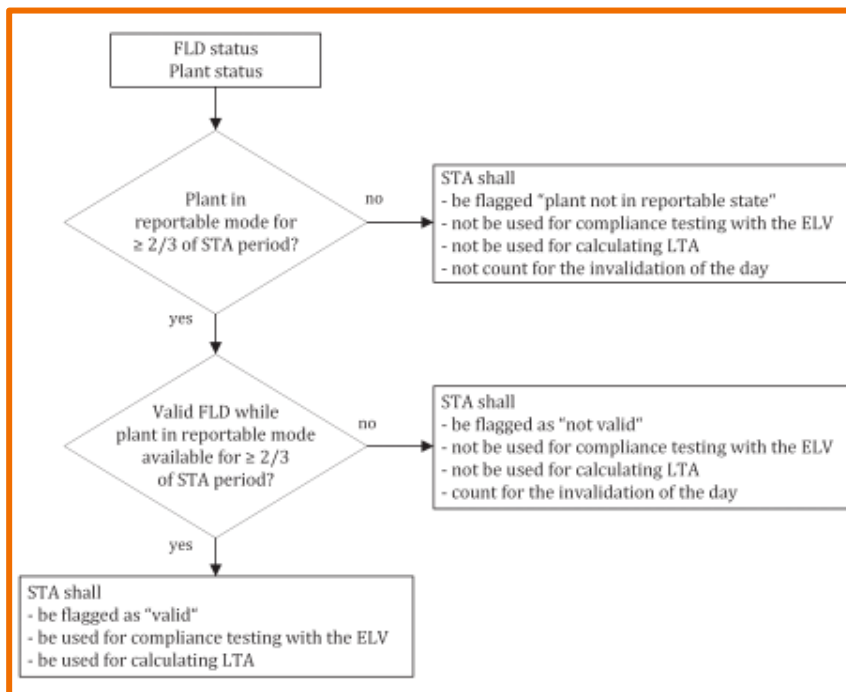 FLD status
Plant status
Plant in
reportable mode for
≥ 2/3 of STA period?
no
STA shall
- be flagged "plant not in reportable state"
- not be used for compliance testing with the ELV
- not be used for calculating LTA
- not count for the invalidation of the day
yes
Valid FLD while
plant in reportable mode
available for ≥ 2/3
of STA period?
no
STA shall
- be flagged as "not valid"
- not be used for compliance testing with the ELV
- not be used for calculating LTA
- count for the invalidation of the day
yes
STA shall
- be flagged as "valid"
- be used for compliance testing with the ELV
- be used for calculating LTA